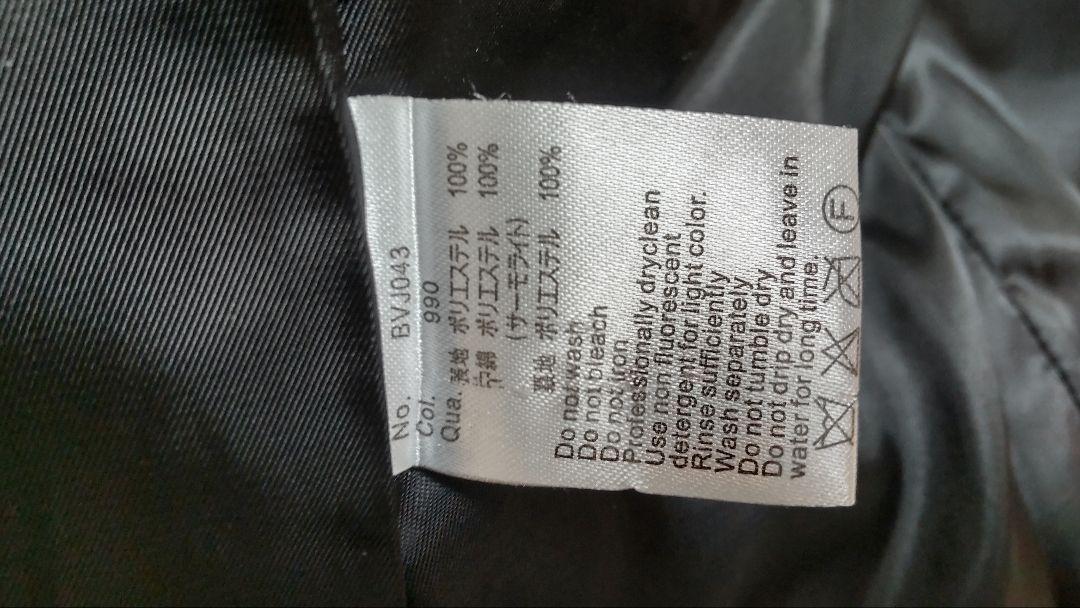 No. BVJ043
Col. 990
Qua. 表地 ポリエステル 100%
中綿 ポリエステル 100%
(サーモライト)
裏地 ポリエステル 100%
Do not wash
Do not bleach
Do not iron
Professionally dryclean
Use non fluorescent
detergent for light color.
Rinse sufficiently
Wash separately
Do not tumble dry
Do not drip dry and leave in
water for long time.
F